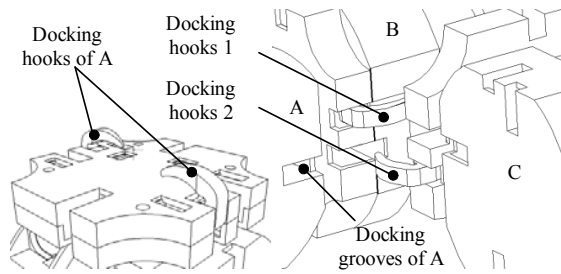 Docking
hooks of A
Docking
hooks 1
Docking
hooks 2
B
A
C
Docking
grooves of A